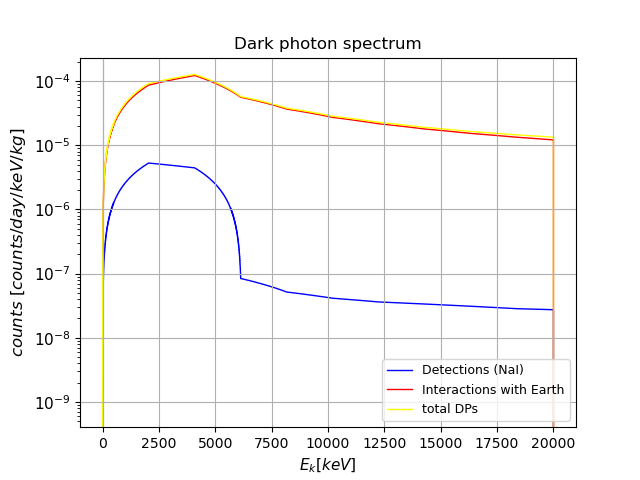 Dark photon spectrum
counts [counts/day/keV/kg]
10⁻⁴
10⁻⁵
10⁻⁶
10⁻⁷
10⁻⁸
10⁻⁹
Detections (NaI)
Interactions with Earth
total DPs
0 2500 5000 7500 10000 12500 15000 17500 20000
Eₖ[keV]